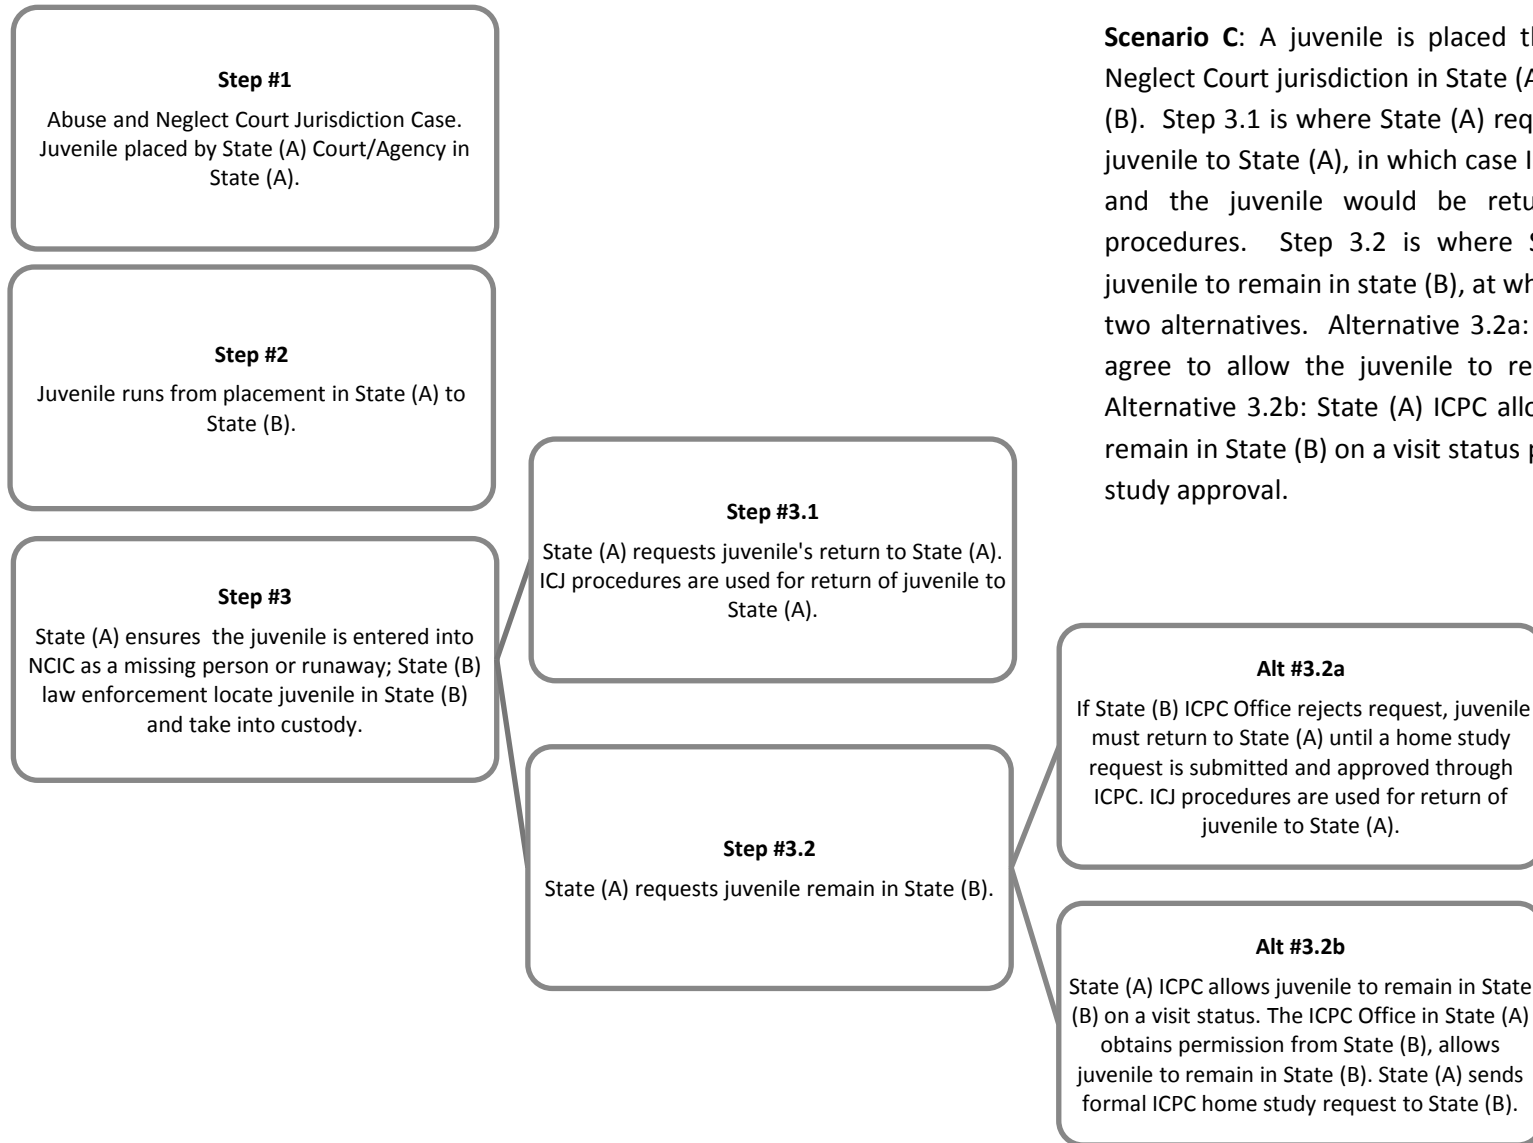 Step #1
Abuse and Neglect Court Jurisdiction Case.
Juvenile placed by State (A) Court/Agency in
State (A).
Step #2
Juvenile runs from placement in State (A) to
State (B).
Step #3
State (A) ensures the juvenile is entered into
NCIC as a missing person or runaway; State (B)
law enforcement locate juvenile in State (B)
and take into custody.
Step #3.1
State (A) requests juvenile's return to State (A).
ICJ procedures are used for return of juvenile to
State (A).
Step #3.2
State (A) requests juvenile remain in State (B).
Scenario C: A juvenile is placed
Neglect Court jurisdiction in State
(B). Step 3.1 is where State (A)
juvenile to State (A), in which case
and the juvenile would be
procedures. Step 3.2 is where
juvenile to remain in state (B), at
two alternatives. Alternative 3.2a:
agree to allow the juvenile to
Alternative 3.2b: State (A) ICPC
remain in State (B) on a visit status
study approval.
Alt #3.2a
If State (B) ICPC Office rejects request, juvenile
must return to State (A) until a home study
request is submitted and approved through
ICPC. ICJ procedures are used for return of
juvenile to State (A).
Alt #3.2b
State (A) ICPC allows juvenile to remain in State
(B) on a visit status. The ICPC Office in State (A)
obtains permission from State (B), allows
juvenile to remain in State (B). State (A) sends
formal ICPC home study request to State (B).